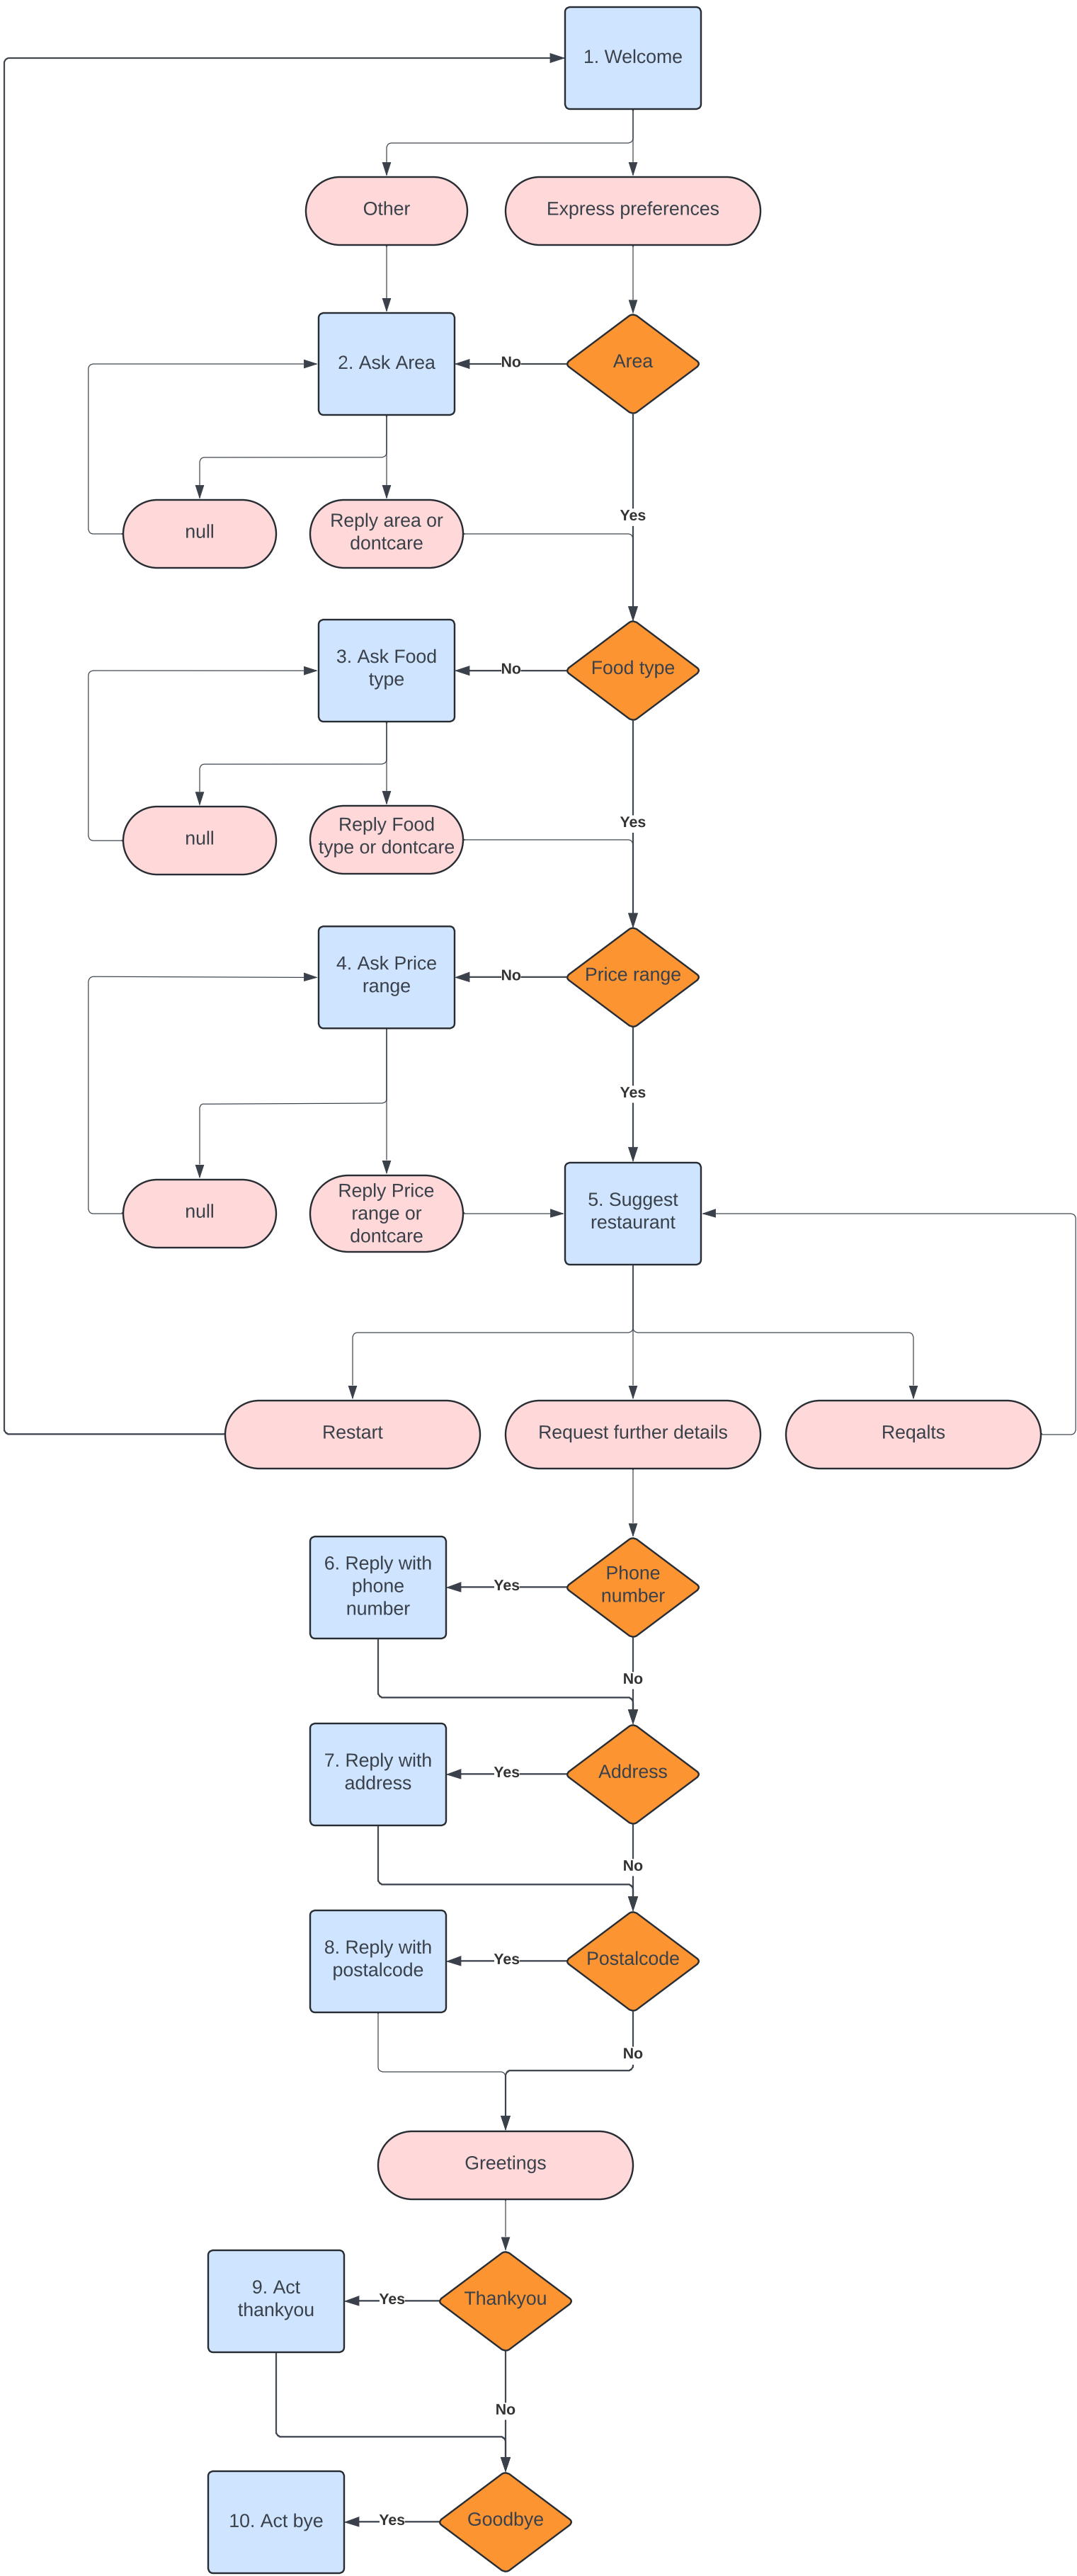 1. Welcome
Other
Express preferences
2. Ask Area
No
Area
Yes
null
Reply area or
dontcare
3. Ask Food
type
No
Food type
Yes
null
Reply Food
type or dontcare
4. Ask Price
range
No
Price range
Yes
null
Reply Price
range or
dontcare
5. Suggest
restaurant
Restart
Request further details
Reqalts
6. Reply with
phone
number
Yes
Phone
number
No
7. Reply with
address
Yes
Address
No
8. Reply with
postalcode
Yes
Postalcode
No
Greetings
9. Act
thankyou
Yes
Thankyou
No
10. Act bye
Yes
Goodbye